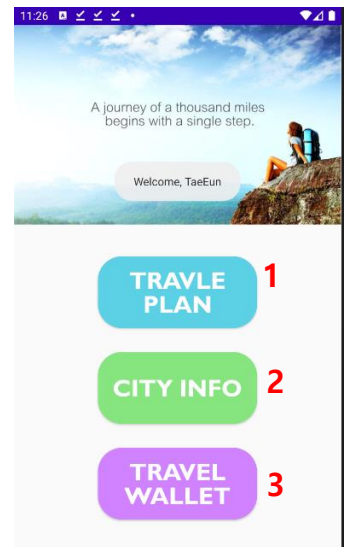 11:26
A journey of a thousand miles
begins with a single step.
Welcome, TaeEun
TRAVLE
PLAN
1
CITY INFO
2
TRAVEL
WALLET
3